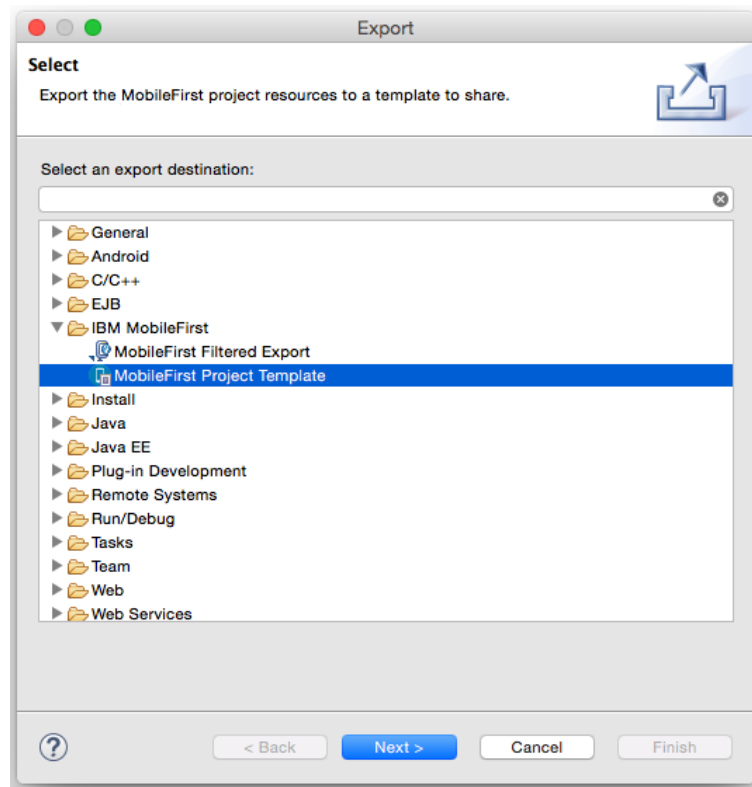 Export
Select
Export the MobileFirst project resources to a template to share.
Select an export destination:
General
Android
C/C++
EJB
IBM MobileFirst
MobileFirst Filtered Export
MobileFirst Project Template
Install
Java
Java EE
Plug-in Development
Remote Systems
Run/Debug
Tasks
Team
Web
Web Services
? < Back Next > Cancel Finish